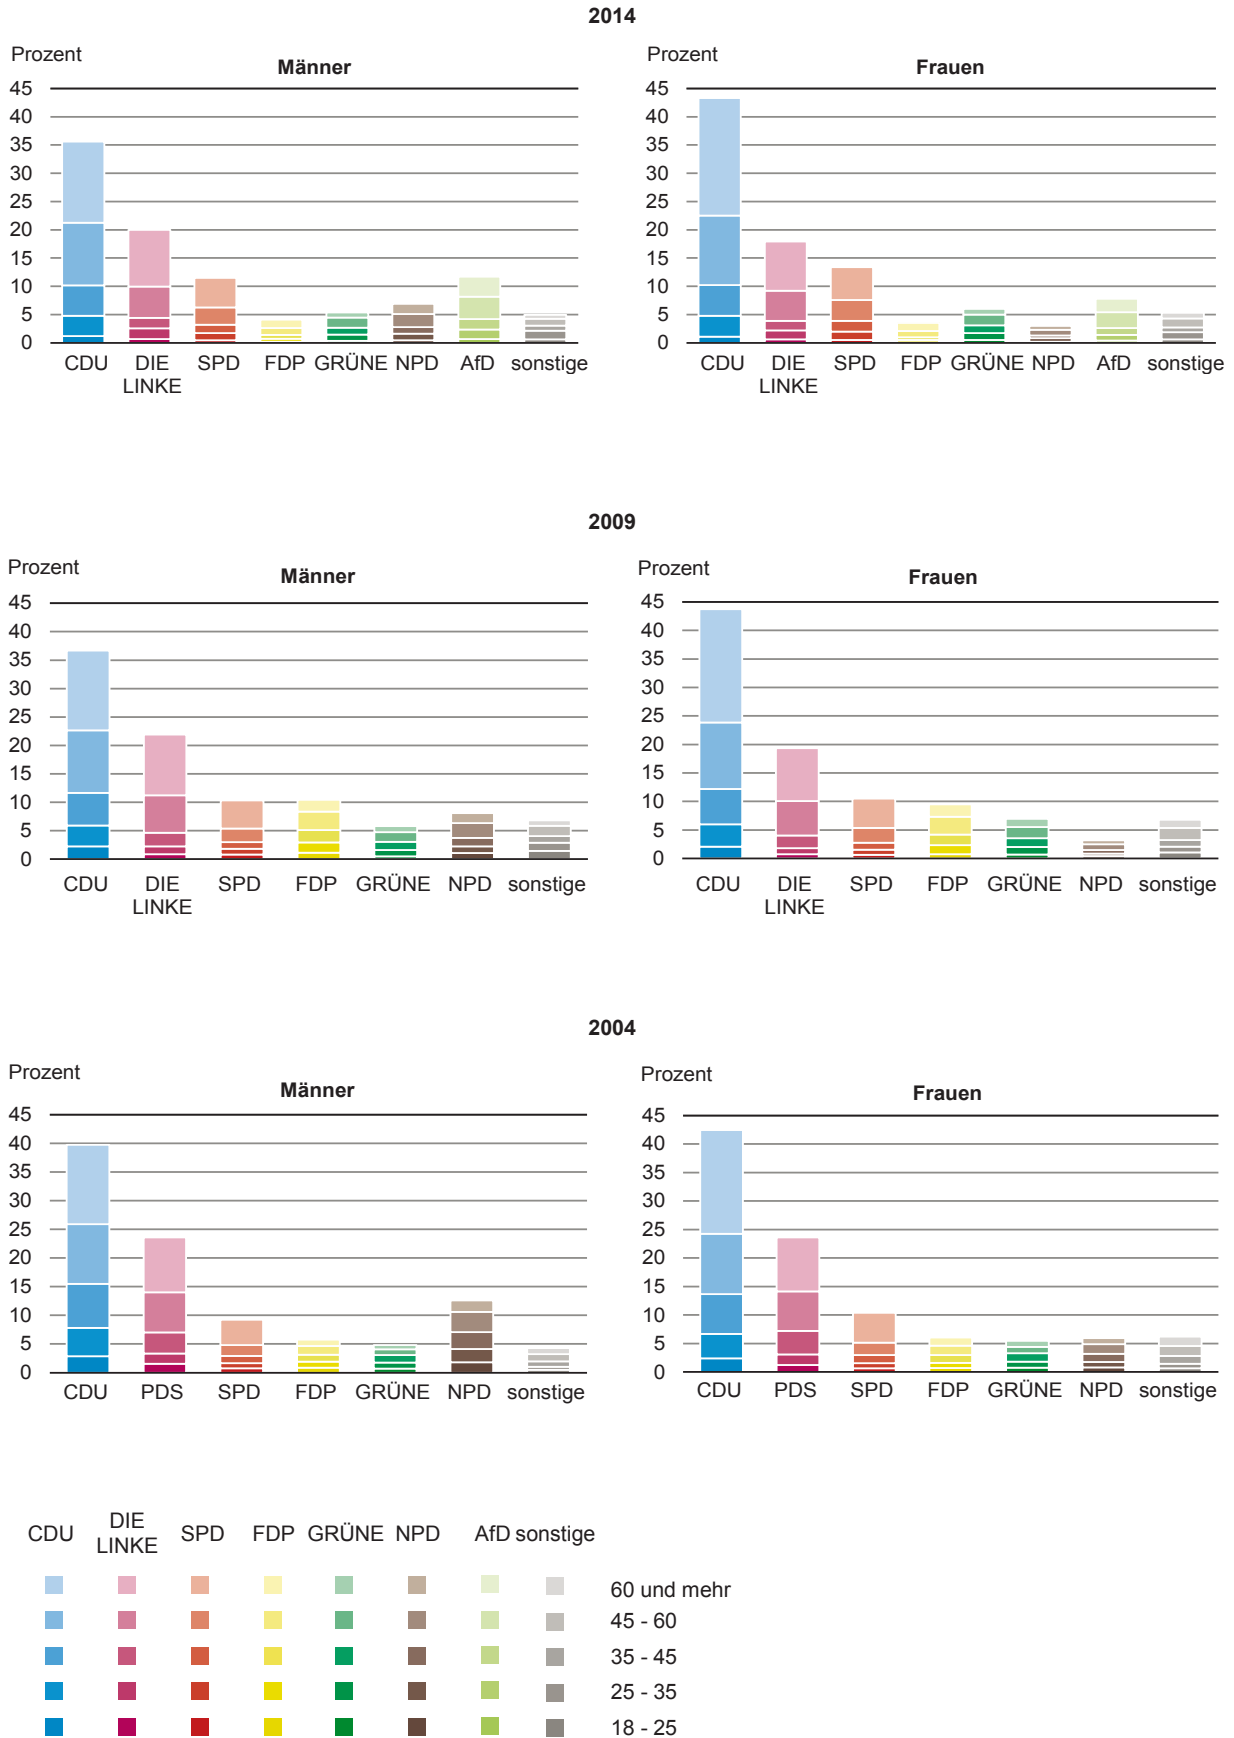 2014
Prozent
Männer
45
40
35
30
25
20
15
10
5
0
CDU DIE LINKE SPD FDP GRÜNE NPD AfD sonstige
Prozent
Frauen
45
40
35
30
25
20
15
10
5
0
CDU DIE LINKE SPD FDP GRÜNE NPD AfD sonstige
2009
Prozent
Männer
45
40
35
30
25
20
15
10
5
0
CDU DIE LINKE SPD FDP GRÜNE NPD sonstige
Prozent
Frauen
45
40
35
30
25
20
15
10
5
0
CDU DIE LINKE SPD FDP GRÜNE NPD sonstige
2004
Prozent
Männer
45
40
35
30
25
20
15
10
5
0
CDU PDS SPD FDP GRÜNE NPD sonstige
Prozent
Frauen
45
40
35
30
25
20
15
10
5
0
CDU PDS SPD FDP GRÜNE NPD sonstige
CDU DIE LINKE SPD FDP GRÜNE NPD AfD sonstige
60 und mehr
45 - 60
35 - 45
25 - 35
18 - 25